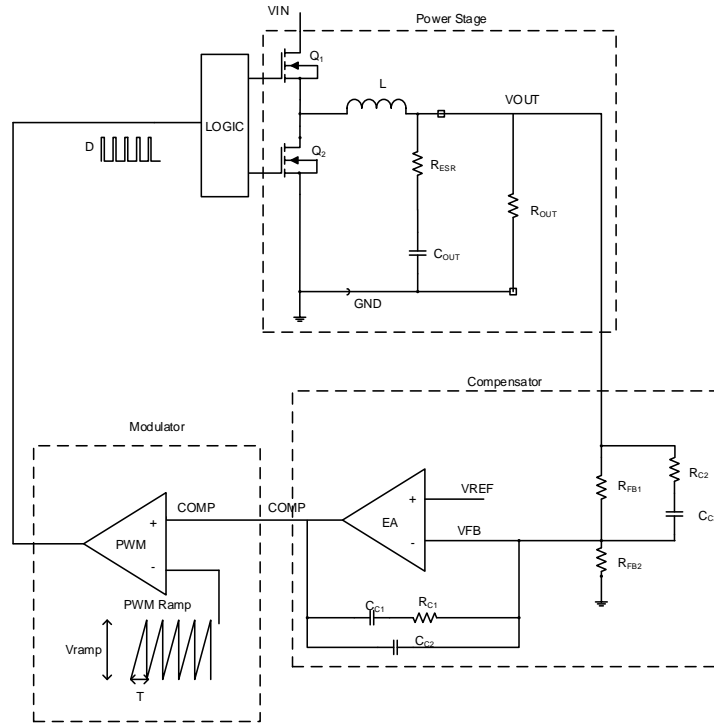 VIN
Power Stage
Q1
L
VOUT
LOGIC
D
Q2
RESR
ROUT
COUT
GND
Compensator
Modulator
RC2
RFB1
VREF
COMP
COMP
+
+
EA
VFB
PWM
-
-
RFB2
PWM Ramp
CC1
RC1
CC2
Vramp
T